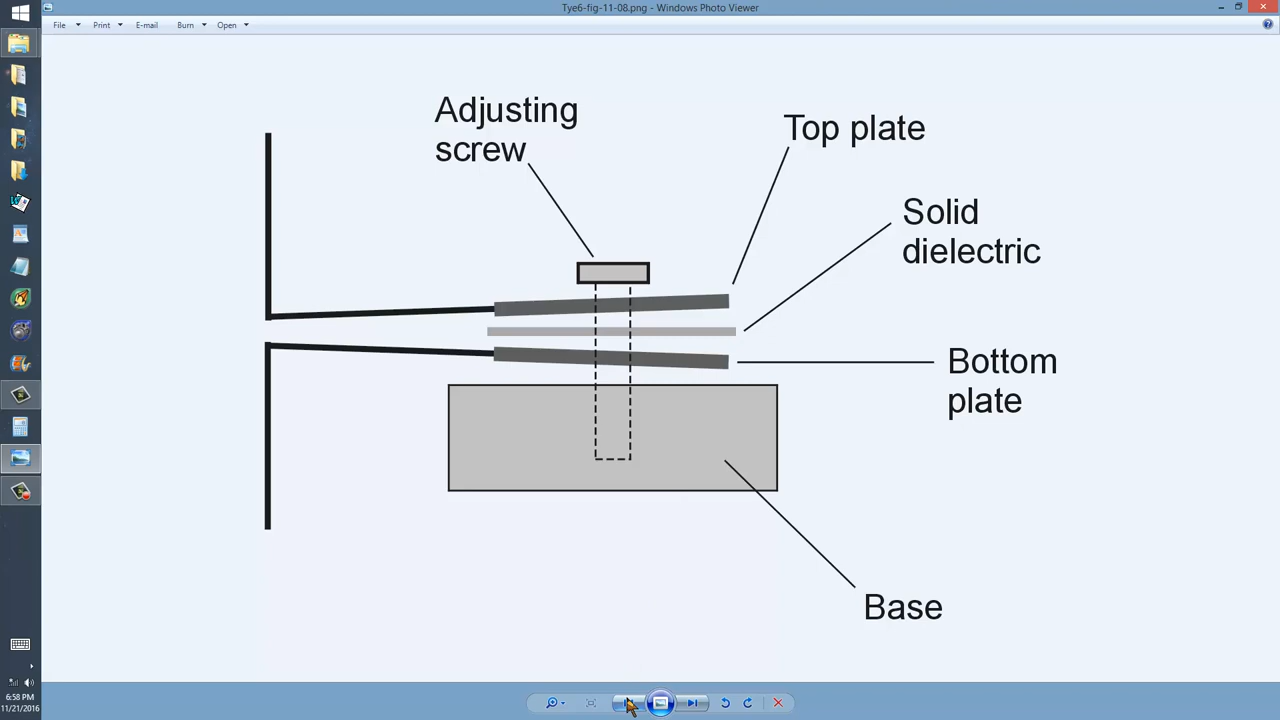 Tye6-fig-11-08.png - Windows Photo Viewer
File Print E-mail Burn Open
Adjusting
screw
Top plate
Solid
dielectric
Bottom
plate
Base
6:58 PM
11/21/2016